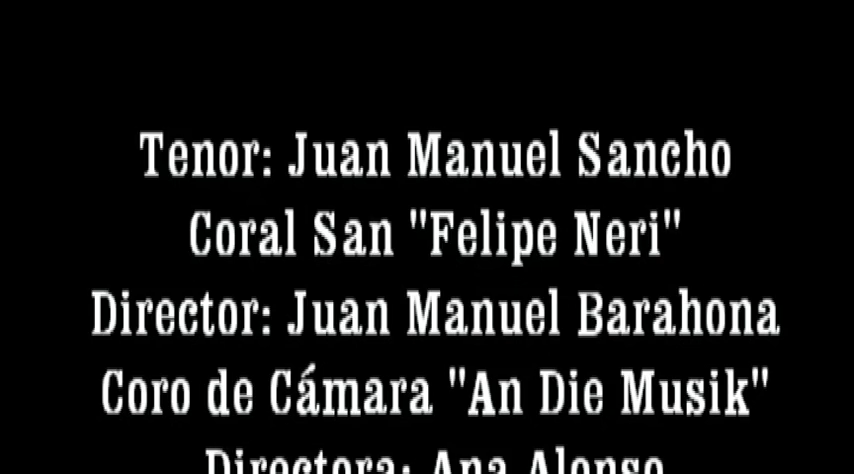 Tenor: Juan Manuel Sancho
Coral San "Felipe Neri"
Director: Juan Manuel Barahona
Coro de Cámara "An Die Musik"
Directora: Ana Alonso